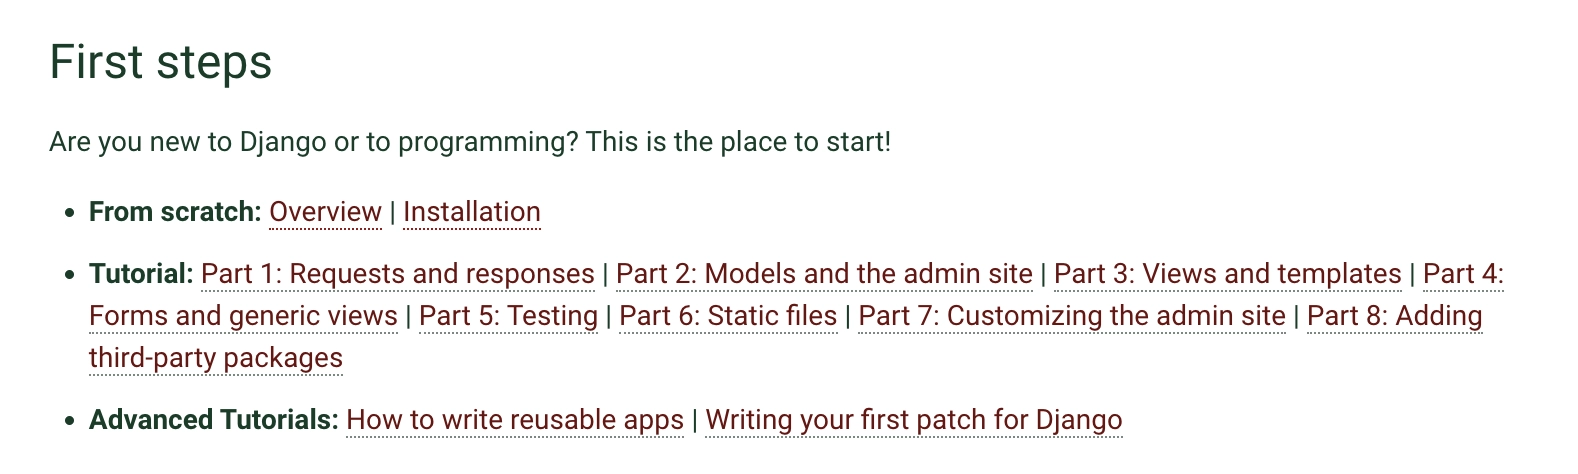 First steps
Are you new to Django or to programming? This is the place to start!
• From scratch: Overview | Installation
• Tutorial: Part 1: Requests and responses | Part 2: Models and the admin site | Part 3: Views and templates | Part 4:
Forms and generic views | Part 5: Testing | Part 6: Static files | Part 7: Customizing the admin site | Part 8: Adding
third-party packages
• Advanced Tutorials: How to write reusable apps | Writing your first patch for Django